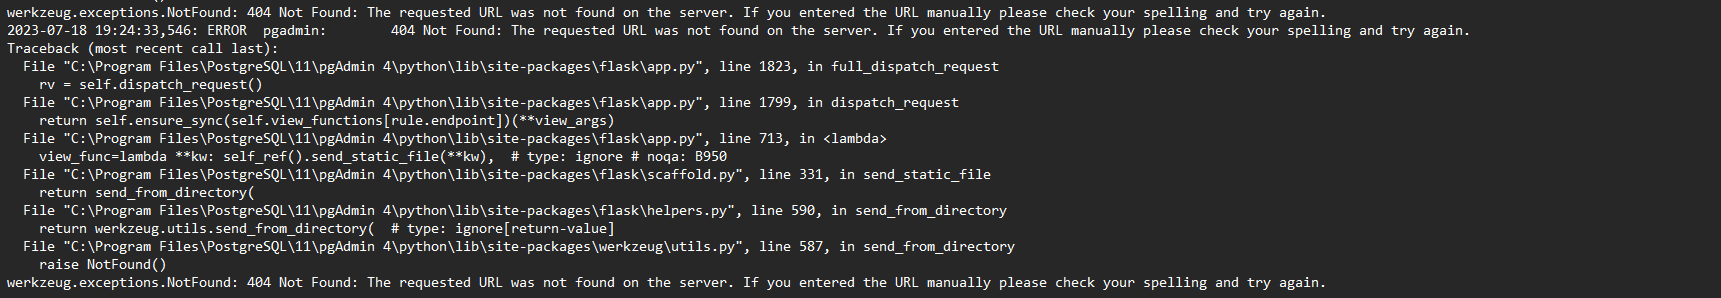 werkzeug.exceptions.NotFound: 404 Not Found: The requested URL was not found on the server. If you entered the URL manually please check your spelling and try again.
2023-07-18 19:24:33,546: ERROR  pgadmin:        404 Not Found: The requested URL was not found on the server. If you entered the URL manually please check your spelling and try again.
Traceback (most recent call last):
  File "C:\Program Files\PostgreSQL\11\pgAdmin 4\python\lib\site-packages\flask\app.py", line 1823, in full_dispatch_request
    rv = self.dispatch_request()
  File "C:\Program Files\PostgreSQL\11\pgAdmin 4\python\lib\site-packages\flask\app.py", line 1799, in dispatch_request
    return self.ensure_sync(self.view_functions[rule.endpoint])(**view_args)
  File "C:\Program Files\PostgreSQL\11\pgAdmin 4\python\lib\site-packages\flask\app.py", line 713, in <lambda>
    view_func=lambda **kw: self_ref().send_static_file(**kw),  # type: ignore # noqa: B950
  File "C:\Program Files\PostgreSQL\11\pgAdmin 4\python\lib\site-packages\flask\scaffold.py", line 331, in send_static_file
    return send_from_directory(
  File "C:\Program Files\PostgreSQL\11\pgAdmin 4\python\lib\site-packages\flask\helpers.py", line 590, in send_from_directory
    return werkzeug.utils.send_from_directory(  # type: ignore[return-value]
  File "C:\Program Files\PostgreSQL\11\pgAdmin 4\python\lib\site-packages\werkzeug\utils.py", line 587, in send_from_directory
    raise NotFound()
werkzeug.exceptions.NotFound: 404 Not Found: The requested URL was not found on the server. If you entered the URL manually please check your spelling and try again.